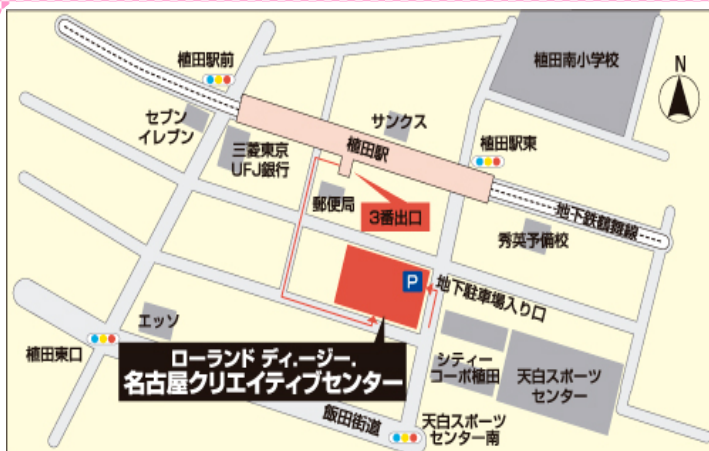 植田駅前
植田南小学校
N
セブン
イレブン
サンクス
三菱東京
UFJ銀行
植田駅
植田駅東
郵便局
3番出口
地下鉄鶴舞線
秀英予備校
P
地下駐車場入り口
エッソ
植田東口
ローランド ディ.ージー.
名古屋クリエイティブセンター
シティー
コーポ植田
天白スポーツ
センター
飯田街道
天白スポーツ
センター南